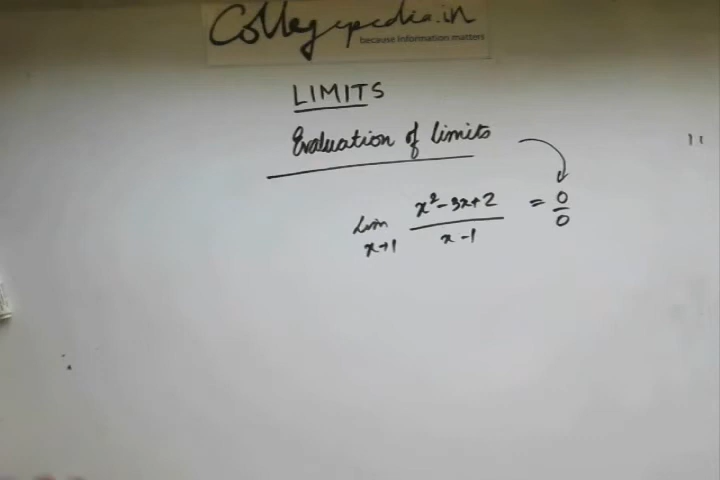 Collegepedia.in
because Information matters
LIMITS
Evaluation of limits
lim x→1 x²-3x+2 / x-1 = 0/0